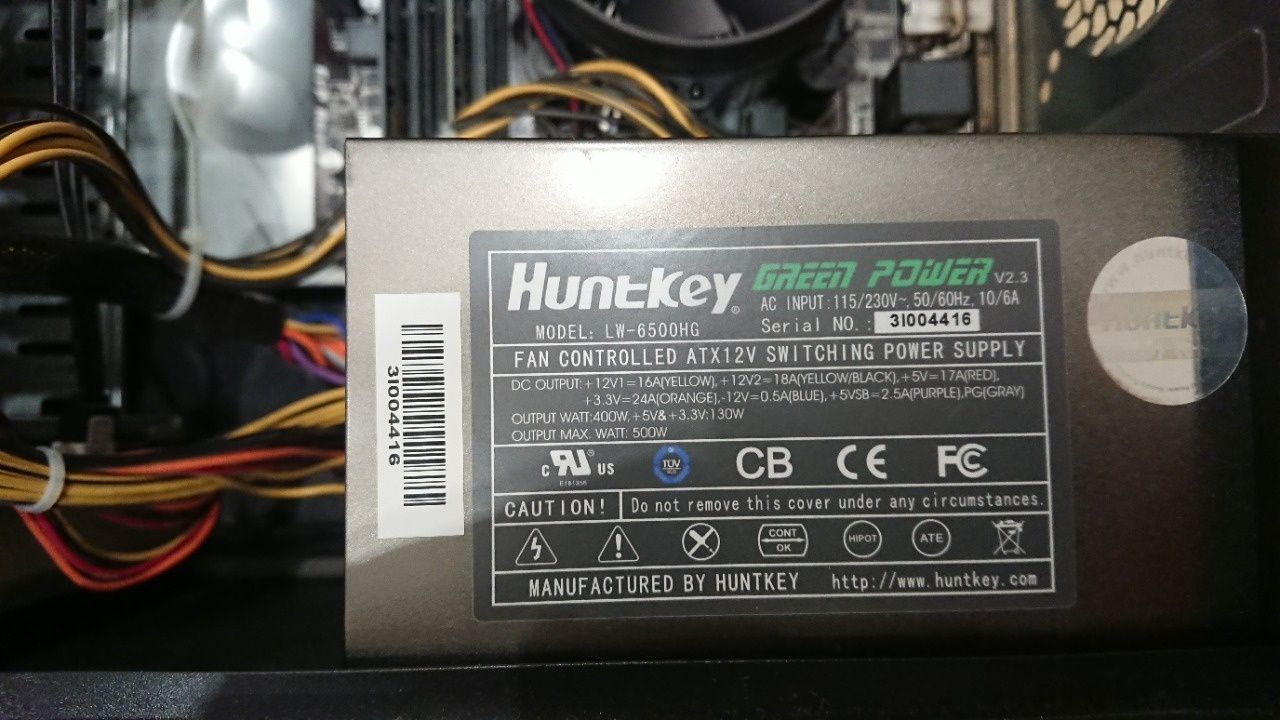 Huntkey® GREEN POWER V2.3
AC INPUT: 115/230V~, 50/60Hz, 10/6A
MODEL: LW-6500HG
Serial NO.: 3I004416
FAN CONTROLLED ATX12V SWITCHING POWER SUPPLY
DC OUTPUT: +12V1=16A(YELLOW), +12V2=18A(YELLOW/BLACK), +5V=17A(RED),
+3.3V=24A(ORANGE),-12V=0.5A(BLUE), +5VSB=2.5A(PURPLE),PG(GRAY)
OUTPUT WATT:400W, +5V& +3.3V:130W
OUTPUT MAX. WATT: 500W
c RU® US
TÜV
CB
CE
FC
CAUTION! Do not remove this cover under any circumstances.
CONT
OK
HIPOT
ATE
MANUFACTURED BY HUNTKEY http://www.huntkey.com
3I004416